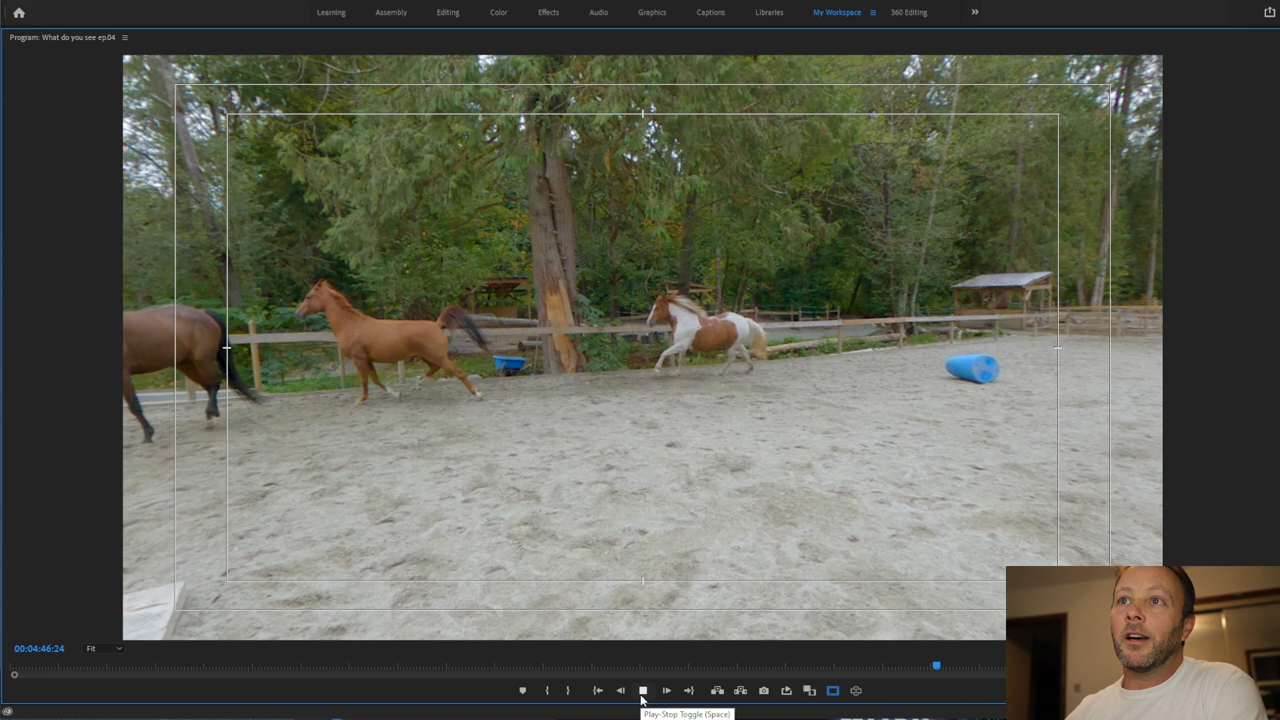 Learning Assembly Editing Color Effects Audio Graphics Captions Libraries My Workspace 360 Editing
Program: What do you see ep.04
00:04:46:24 Fit
Play-Stop Toggle (Space)